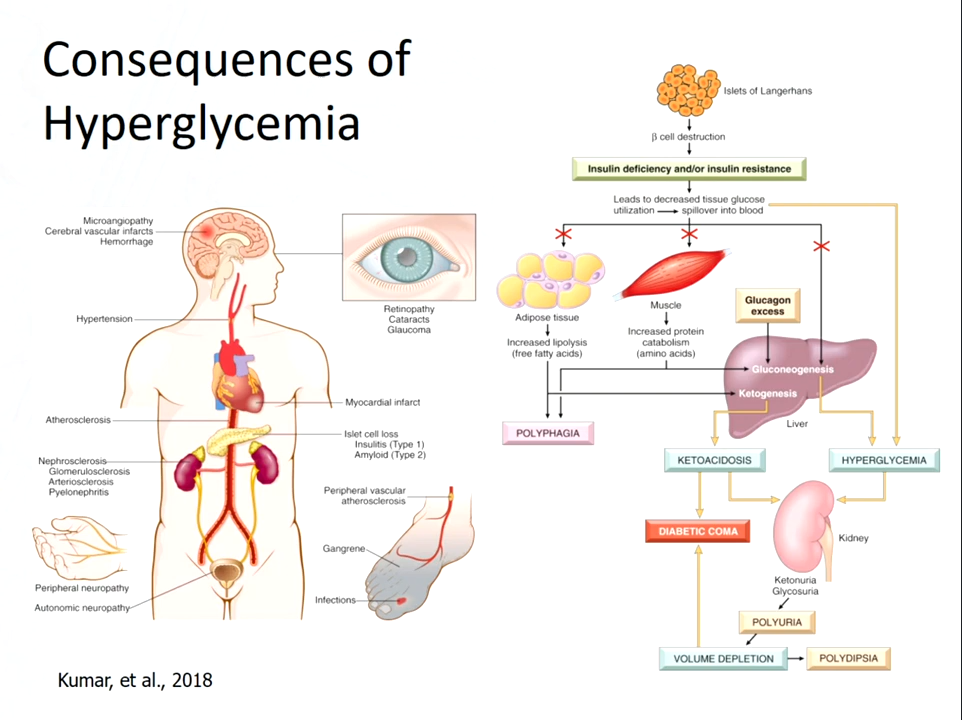 Consequences of
Hyperglycemia
Microangiopathy
Cerebral vascular infarcts
Hemorrhage
Retinopathy
Cataracts
Glaucoma
Hypertension
Myocardial infarct
Atherosclerosis
Islet cell loss
Insulitis (Type 1)
Amyloid (Type 2)
Nephrosclerosis
Glomerulosclerosis
Arteriosclerosis
Pyelonephritis
Peripheral vascular
atherosclerosis
Gangrene
Infections
Peripheral neuropathy
Autonomic neuropathy
Kumar, et al., 2018
Islets of Langerhans
β cell destruction
Insulin deficiency and/or insulin resistance
Leads to decreased tissue glucose
utilization → spillover into blood
Adipose tissue
Increased lipolysis
(free fatty acids)
Muscle
Increased protein
catabolism
(amino acids)
Glucagon
excess
Gluconeogenesis
Ketogenesis
Liver
POLYPHAGIA
KETOACIDOSIS
HYPERGLYCEMIA
DIABETIC COMA
Kidney
Ketonuria
Glycosuria
POLYURIA
VOLUME DEPLETION
POLYDIPSIA